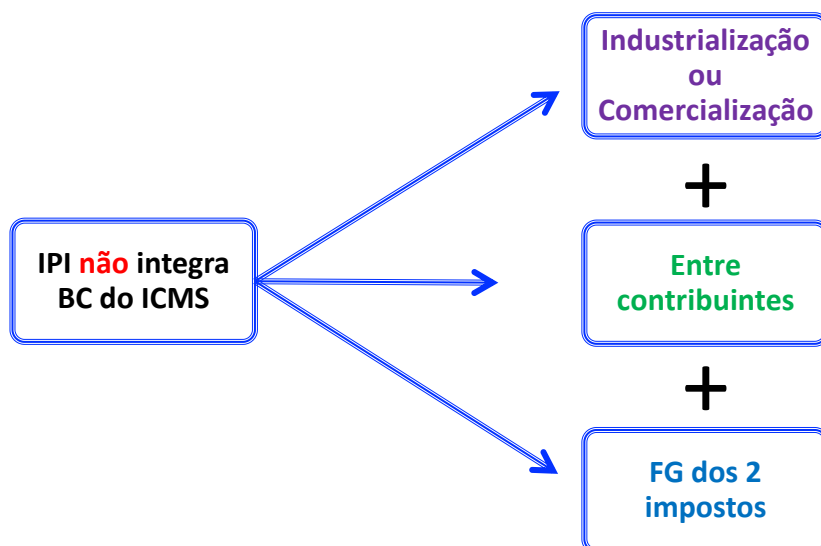 Industrialização
ou
Comercialização
+
IPI não integra
BC do ICMS
Entre
contribuintes
+
FG dos 2
impostos